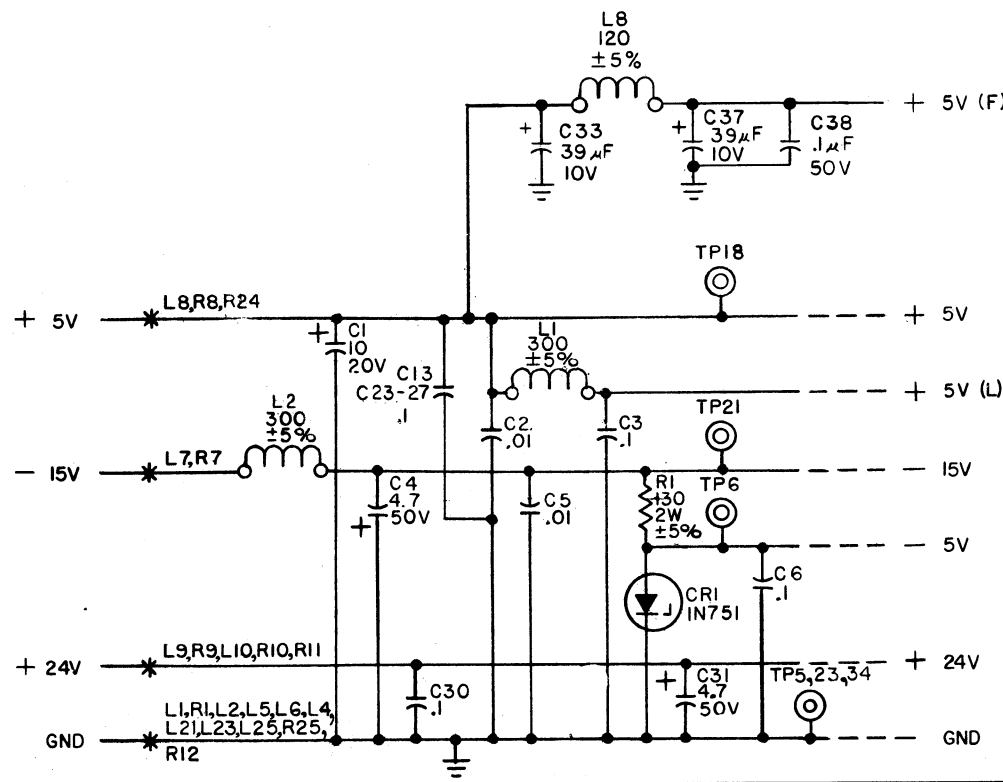 L8
120
±5%
+ 5V (F)
+
C33
39μF
10V
+
C37
39μF
10V
C38
.1μF
50V
TP18
+ 5V
L8,R8,R24
+ 5V
+
C1
10
20V
L1
300
±5%
C13
C23-27
.1
+ 5V (L)
L2
300
±5%
C2
.01
C3
.1
TP21
- 15V
L7,R7
- 15V
C4
4.7
50V
+
C5
.01
R1
130
2W
±5%
TP6
- 5V
C6
.1
CR1
1N751
+ 24V
L9,R9,L10,R10,R11
+ 24V
C30
.1
+
C31
4.7
50V
TP5,23,34
GND
L1,R1,L2,L5,L6,L4,
L21,L23,L25,R25,
R12
GND